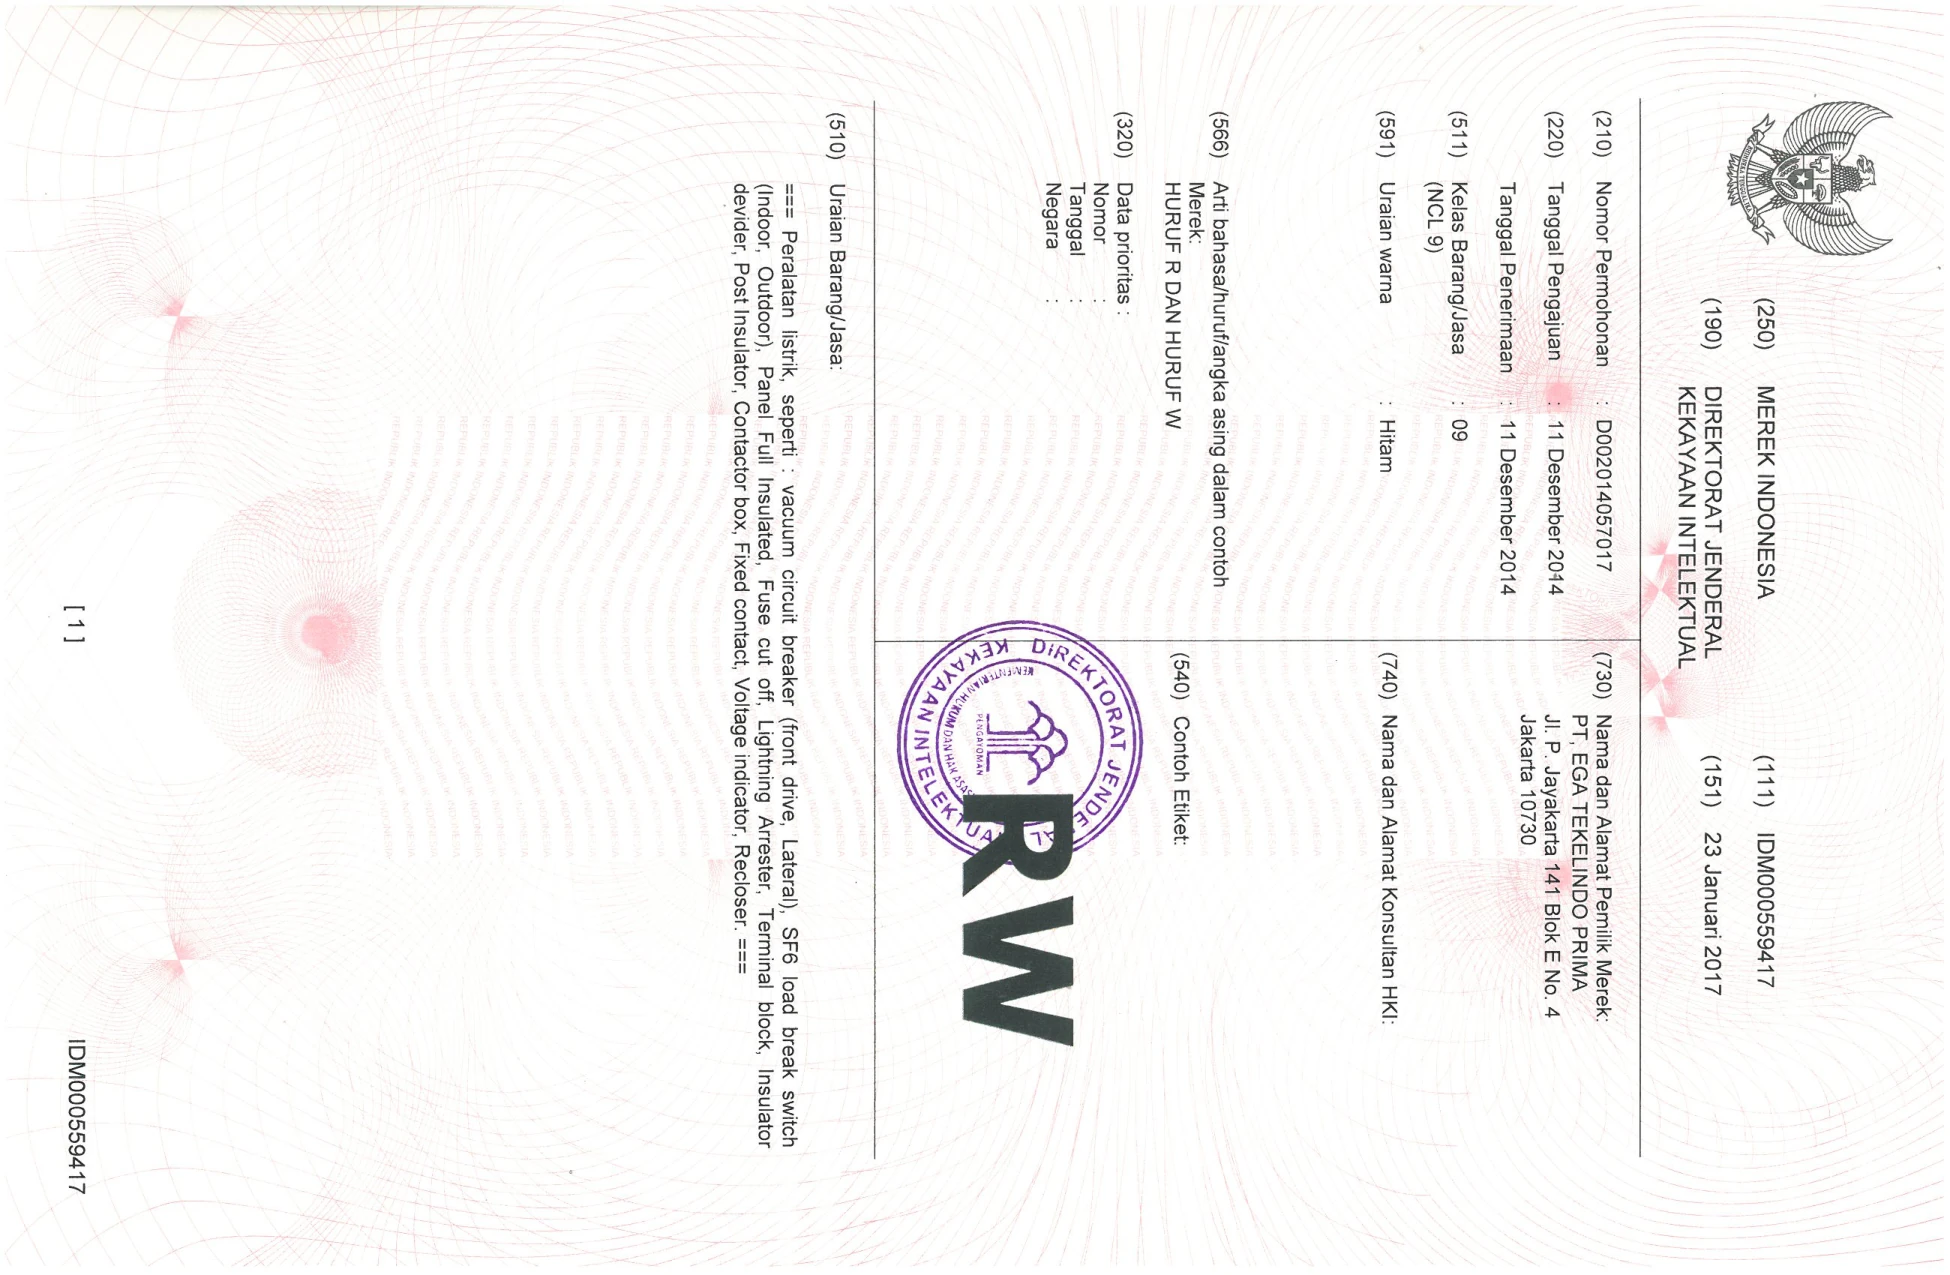 (250) MEREK INDONESIA
(190) DIREKTORAT JENDERAL
KEKAYAAN INTELEKTUAL
(111) IDM000559417
(151) 23 Januari 2017
(210) Nomor Permohonan : D002014057017
(220) Tanggal Pengajuan : 11 Desember 2014
Tanggal Penerimaan : 11 Desember 2014
(511) Kelas Barang/Jasa : 09
(NCL 9)
(591) Uraian warna : Hitam
(566) Arti bahasa/huruf/angka asing dalam contoh
Merek:
HURUF R DAN HURUF W
(320) Data prioritas :
Nomor :
Tanggal :
Negara :
(730) Nama dan Alamat Pemilik Merek:
PT, EGA TEKELINDO PRIMA
Jl. P. Jayakarta 141 Blok E No. 4
Jakarta 10730
(740) Nama dan Alamat Konsultan HKI:
(540) Contoh Etiket:
DIREKTORAT JENDERAL
KEKAYAAN INTELEKTUAL
KEMENTERIAN HUKUM DAN HAK
PENGAYOMAN
RW
(510) Uraian Barang/Jasa:
=== Peralatan listrik, seperti : vacuum circuit breaker (front drive, Lateral), SF6 load break switch
(Indoor, Outdoor), Panel Full Insulated, Fuse cut off, Lightning Arrester, Terminal block, Insulator
devider, Post Insulator, Contactor box, Fixed contact, Voltage indicator, Recloser. ===
[ 1 ]
IDM000559417